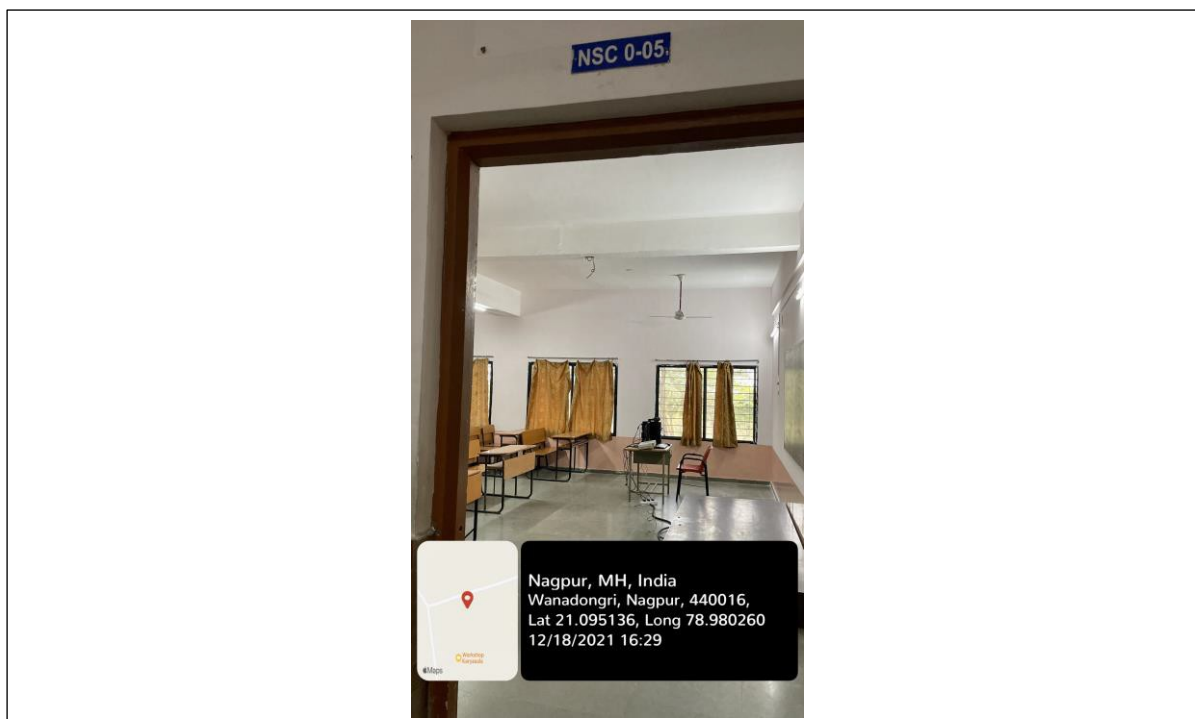 NSC 0-05
Nagpur, MH, India
Wanadongri, Nagpur, 440016,
Lat 21.095136, Long 78.980260
12/18/2021 16:29
Maps